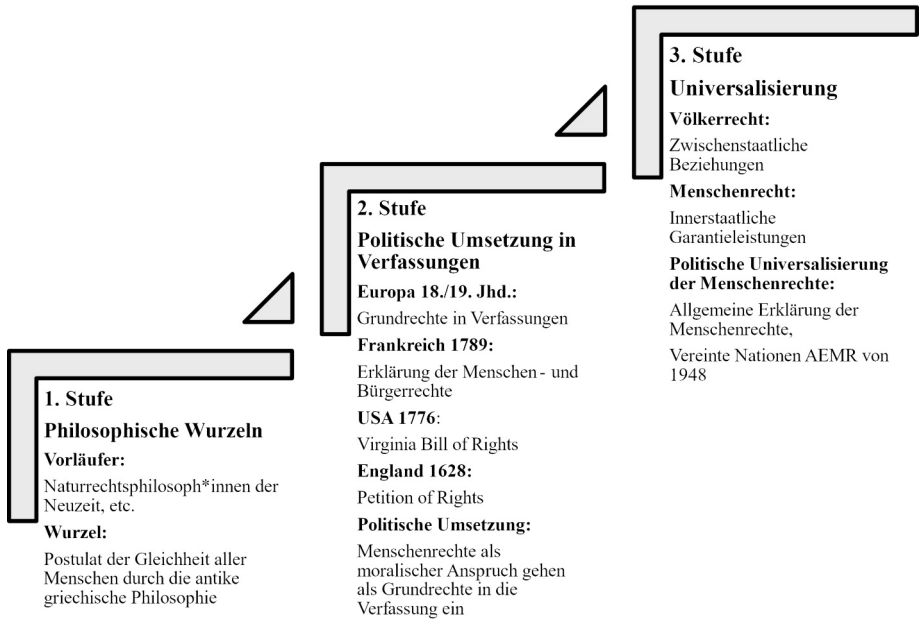 1. Stufe
Philosophische Wurzeln
Vorläufer:
Naturrechtsphilosoph*innen der
Neuzeit, etc.
Wurzel:
Postulat der Gleichheit aller
Menschen durch die antike
griechische Philosophie
2. Stufe
Politische Umsetzung in
Verfassungen
Europa 18./19. Jhd.:
Grundrechte in Verfassungen
Frankreich 1789:
Erklärung der Menschen - und
Bürgerrechte
USA 1776:
Virginia Bill of Rights
England 1628:
Petition of Rights
Politische Umsetzung:
Menschenrechte als
moralischer Anspruch gehen
als Grundrechte in die
Verfassung ein
3. Stufe
Universalisierung
Völkerrecht:
Zwischenstaatliche
Beziehungen
Menschenrecht:
Innerstaatliche
Garantieleistungen
Politische Universalisierung
der Menschenrechte:
Allgemeine Erklärung der
Menschenrechte,
Vereinte Nationen AEMR von
1948